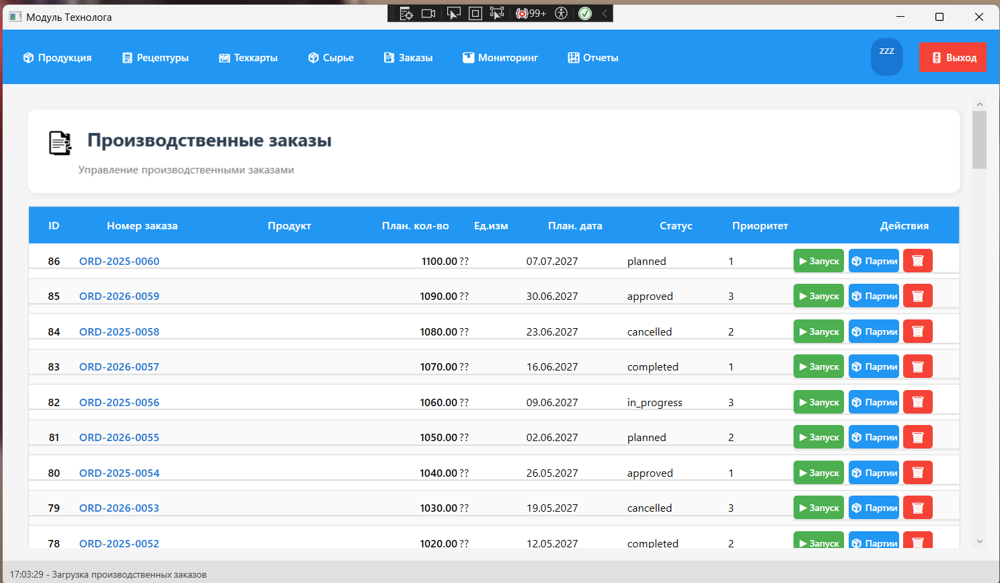 Модуль Технолога
99+
Продукция Рецептуры Техкарты Сырье Заказы Мониторинг Отчеты zzz Выход
Производственные заказы
Управление производственными заказами
ID Номер заказа Продукт План. кол-во Ед.изм План. дата Статус Приоритет Действия
86 ORD-2025-0060 1100.00 ?? 07.07.2027 planned 1 Запуск Партии
85 ORD-2026-0059 1090.00 ?? 30.06.2027 approved 3 Запуск Партии
84 ORD-2025-0058 1080.00 ?? 23.06.2027 cancelled 2 Запуск Партии
83 ORD-2026-0057 1070.00 ?? 16.06.2027 completed 1 Запуск Партии
82 ORD-2025-0056 1060.00 ?? 09.06.2027 in_progress 3 Запуск Партии
81 ORD-2026-0055 1050.00 ?? 02.06.2027 planned 2 Запуск Партии
80 ORD-2025-0054 1040.00 ?? 26.05.2027 approved 1 Запуск Партии
79 ORD-2026-0053 1030.00 ?? 19.05.2027 cancelled 3 Запуск Партии
78 ORD-2025-0052 1020.00 ?? 12.05.2027 completed 2 Запуск Партии
17:03:29 - Загрузка производственных заказов